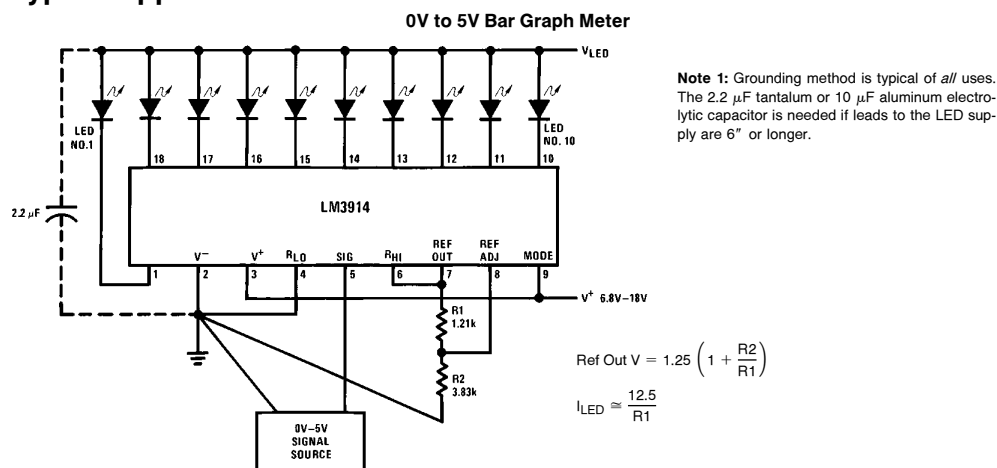 0V to 5V Bar Graph Meter
VLED
Note 1: Grounding method is typical of all uses.
The 2.2 μF tantalum or 10 μF aluminum electro-
lytic capacitor is needed if leads to the LED sup-
ply are 6″ or longer.
LED
NO.1
LED
NO. 10
18 17 16 15 14 13 12 11 10
2.2 μF
LM3914
V− V+ RLO SIG RHI REF OUT REF ADJ MODE
1 2 3 4 5 6 7 8 9
V+ 6.8V–18V
R1
1.21k
R2
3.83k
Ref Out V = 1.25 (1 + R2/R1)
ILED ≅ 12.5/R1
0V–5V
SIGNAL
SOURCE